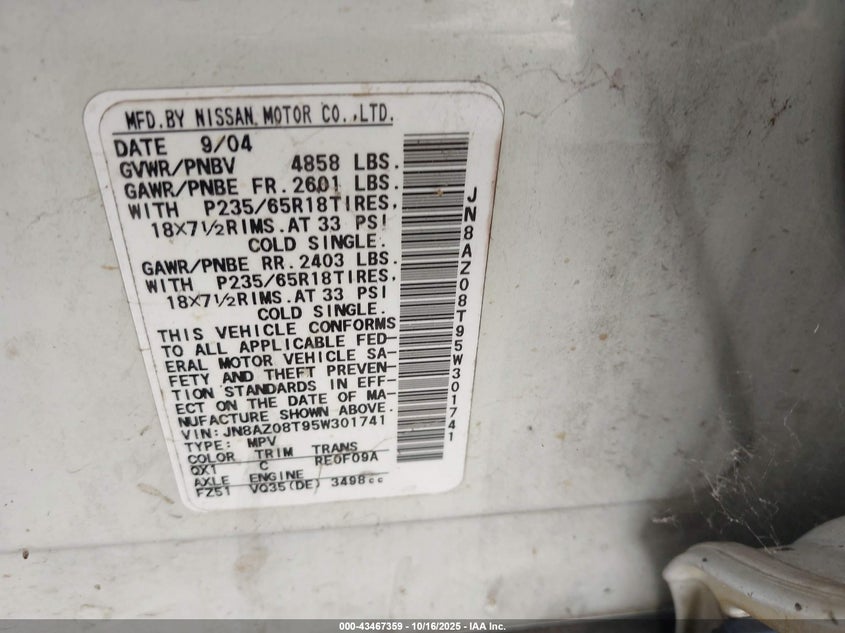 MFD.BY NISSAN MOTOR CO.,LTD.
DATE 9/04
GVWR/PNBV 4858 LBS.
GAWR/PNBE FR.2601 LBS.
WITH P235/65R18TIRES,
18X7½RIMS.AT 33 PSI
COLD SINGLE.
GAWR/PNBE RR.2403 LBS.
WITH P235/65R18TIRES,
18X7½RIMS.AT 33 PSI
COLD SINGLE.
THIS VEHICLE CONFORMS
TO ALL APPLICABLE FED-
ERAL MOTOR VEHICLE SA-
FETY AND THEFT PREVEN-
TION STANDARDS IN EFF-
ECT ON THE DATE OF MA-
NUFACTURE SHOWN ABOVE.
VIN: JN8AZ08T95W301741
TYPE: MPV
COLOR TRIM TRANS
QX1 C RE0F09A
AXLE ENGINE
FZ51 VQ35(DE) 3498cc
JN8AZ08T95W301741
000-43467359 - 10/16/2025 - IAA Inc.